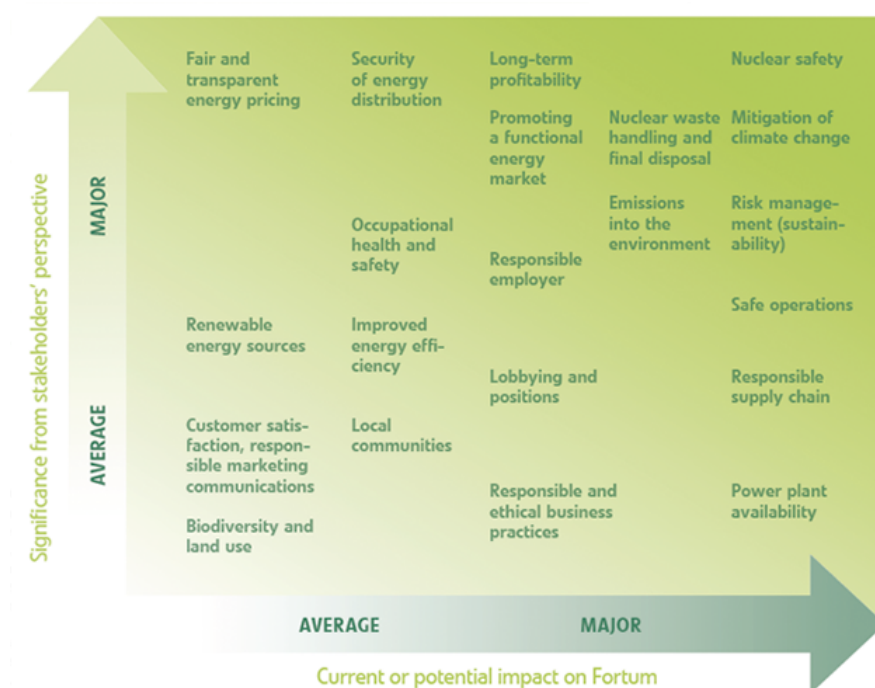 Fair and
transparent
energy pricing
Security
of energy
distribution
Long-term
profitability
Nuclear safety
Promoting
a functional
energy
market
Nuclear waste
handling and
final disposal
Mitigation of
climate change
Emissions
into the
environment
Risk manage-
ment (sustain-
ability)
Occupational
health and
safety
Responsible
employer
Safe operations
Renewable
energy sources
Improved
energy effi-
ciency
Lobbying and
positions
Responsible
supply chain
Customer satis-
faction, respon-
sible marketing
communications
Local
communities
Responsible and
ethical business
practices
Power plant
availability
Biodiversity and
land use
Significance from stakeholders' perspective
MAJOR
AVERAGE
AVERAGE
MAJOR
Current or potential impact on Fortum